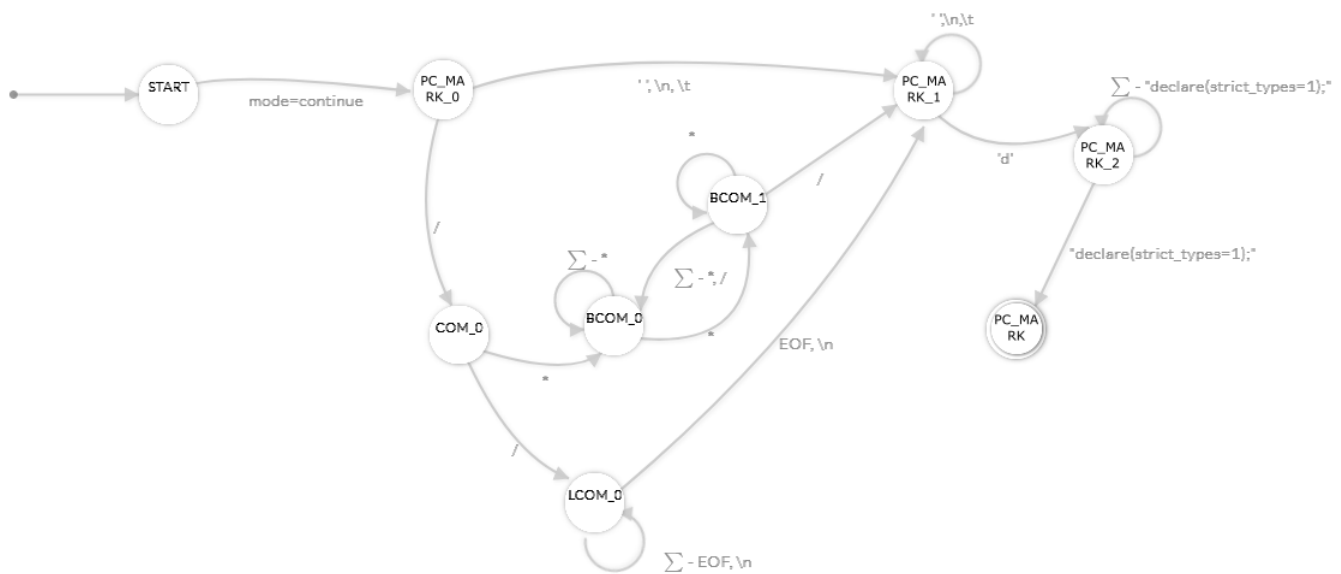 ' ',\n,\t
START
PC_MA
RK_0
PC_MA
RK_1
∑ - "declare(strict_types=1);"
mode=continue
' ', \n, \t
*
'd'
PC_MA
RK_2
/
BCOM_1
/
∑ - *
∑ - *, /
"declare(strict_types=1);"
COM_0
BCOM_0
*
EOF, \n
PC_MA
RK
*
/
LCOM_0
∑ - EOF, \n